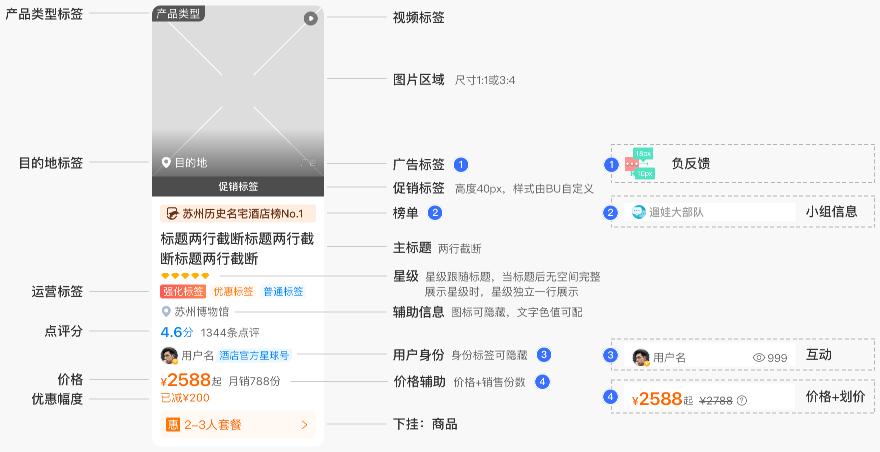 产品类型标签
产品类型
视频标签
图片区域 尺寸1:1或3:4
目的地标签
目的地
广告
广告标签 1
促销标签
促销标签 高度40px，样式由BU自定义
苏州历史名宅酒店榜No.1
榜单 2
标题两行截断标题两行截
断标题两行截断
主标题 两行截断
星级 星级跟随标题，当标题后无空间完整
展示星级时，星级独立一行展示
运营标签
强化标签 优惠标签 普通标签
苏州博物馆
辅助信息 图标可隐藏，文字色值可配
点评分
4.6分 1344条点评
用户名 酒店官方星球号
用户身份 身份标签可隐藏 3
价格
¥2588起 月销788份
价格辅助 价格+销售份数 4
优惠幅度
已减¥200
惠 2-3人套餐
下挂：商品
1 18px
10px
负反馈
2 遛娃大部队 小组信息
3 用户名 999 互动
4 ¥2588起 ¥2788 ? 价格+划价